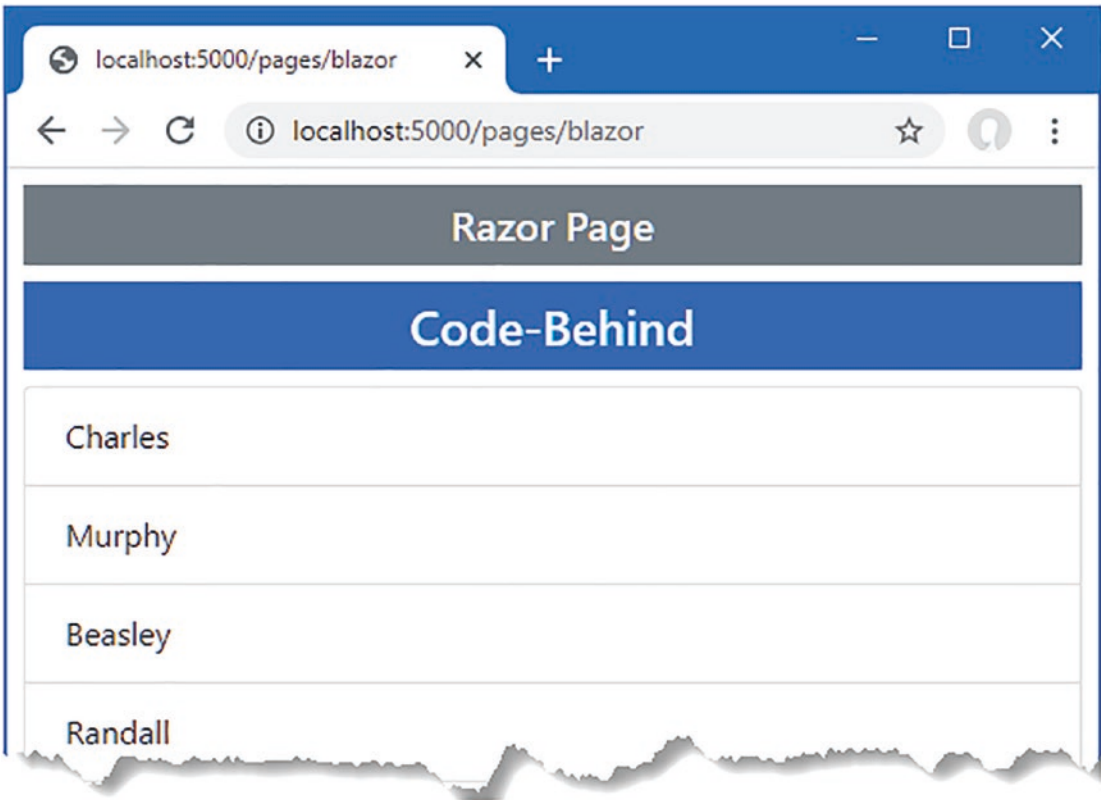 localhost:5000/pages/blazor
localhost:5000/pages/blazor
Razor Page
Code-Behind
Charles
Murphy
Beasley
Randall